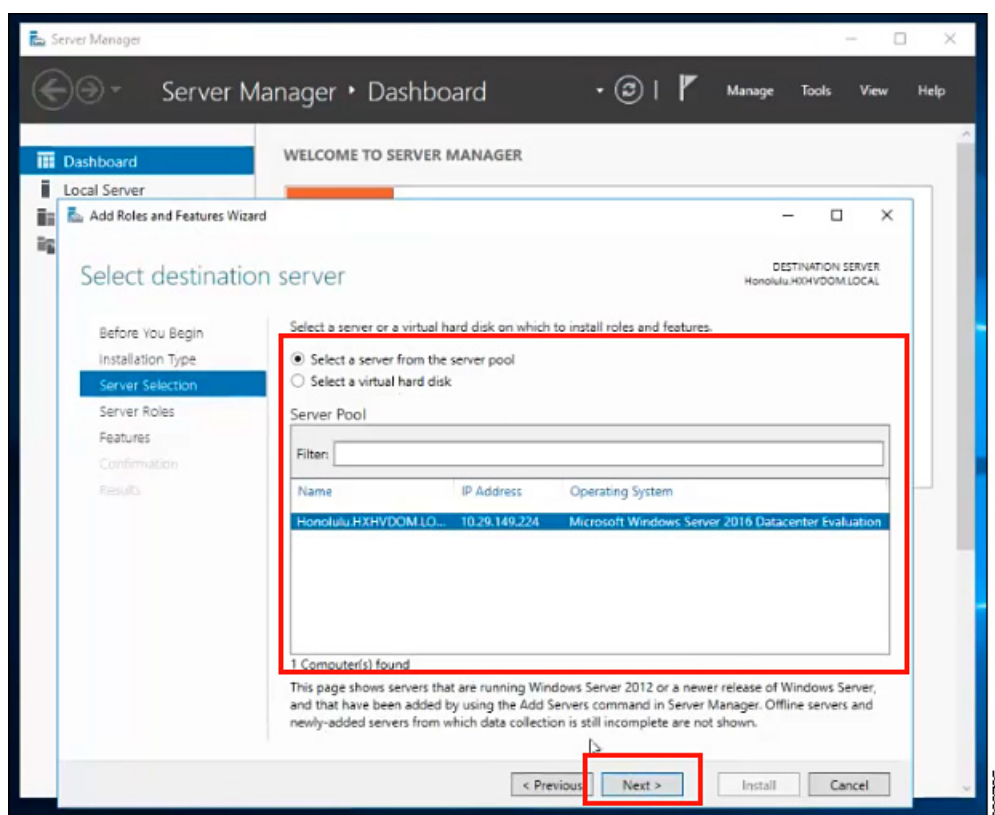 Server Manager
Server Manager • Dashboard
Manage Tools View Help
Dashboard
Local Server
WELCOME TO SERVER MANAGER
Add Roles and Features Wizard
Select destination server
DESTINATION SERVER
Honolulu.HXHVDOM.LOCAL
Before You Begin
Installation Type
Server Selection
Server Roles
Features
Confirmation
Results
Select a server or a virtual hard disk on which to install roles and features.
Select a server from the server pool
Select a virtual hard disk
Server Pool
Filter:
Name IP Address Operating System
Honolulu.HXHVDOM.LO... 10.29.149.224 Microsoft Windows Server 2016 Datacenter Evaluation
1 Computer(s) found
This page shows servers that are running Windows Server 2012 or a newer release of Windows Server,
and that have been added by using the Add Servers command in Server Manager. Offline servers and
newly-added servers from which data collection is still incomplete are not shown.
< Previous Next > Install Cancel